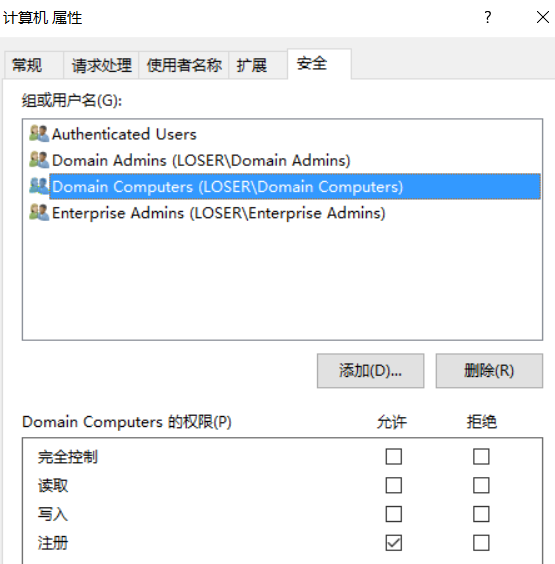 计算机 属性 ?
常规 请求处理 使用者名称 扩展 安全
组或用户名(G):
Authenticated Users
Domain Admins (LOSER\Domain Admins)
Domain Computers (LOSER\Domain Computers)
Enterprise Admins (LOSER\Enterprise Admins)
添加(D)... 删除(R)
Domain Computers 的权限(P) 允许 拒绝
完全控制
读取
写入
注册